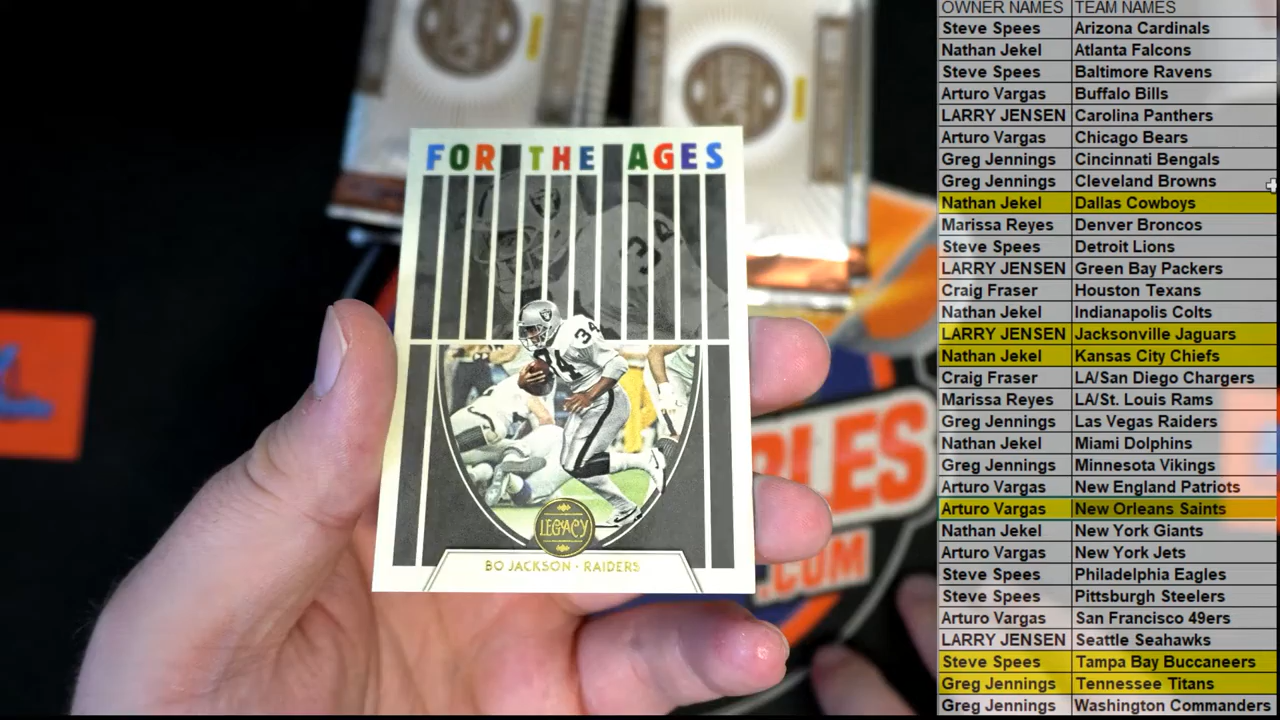 FOR THE AGES
34
34
LEGACY
BO JACKSON • RAIDERS
.COM
OWNER NAMES TEAM NAMES
Steve Spees Arizona Cardinals
Nathan Jekel Atlanta Falcons
Steve Spees Baltimore Ravens
Arturo Vargas Buffalo Bills
LARRY JENSEN Carolina Panthers
Arturo Vargas Chicago Bears
Greg Jennings Cincinnati Bengals
Greg Jennings Cleveland Browns
Nathan Jekel Dallas Cowboys
Marissa Reyes Denver Broncos
Steve Spees Detroit Lions
LARRY JENSEN Green Bay Packers
Craig Fraser Houston Texans
Nathan Jekel Indianapolis Colts
LARRY JENSEN Jacksonville Jaguars
Nathan Jekel Kansas City Chiefs
Craig Fraser LA/San Diego Chargers
Marissa Reyes LA/St. Louis Rams
Greg Jennings Las Vegas Raiders
Nathan Jekel Miami Dolphins
Greg Jennings Minnesota Vikings
Arturo Vargas New England Patriots
Arturo Vargas New Orleans Saints
Nathan Jekel New York Giants
Arturo Vargas New York Jets
Steve Spees Philadelphia Eagles
Steve Spees Pittsburgh Steelers
Arturo Vargas San Francisco 49ers
LARRY JENSEN Seattle Seahawks
Steve Spees Tampa Bay Buccaneers
Greg Jennings Tennessee Titans
Greg Jennings Washington Commanders